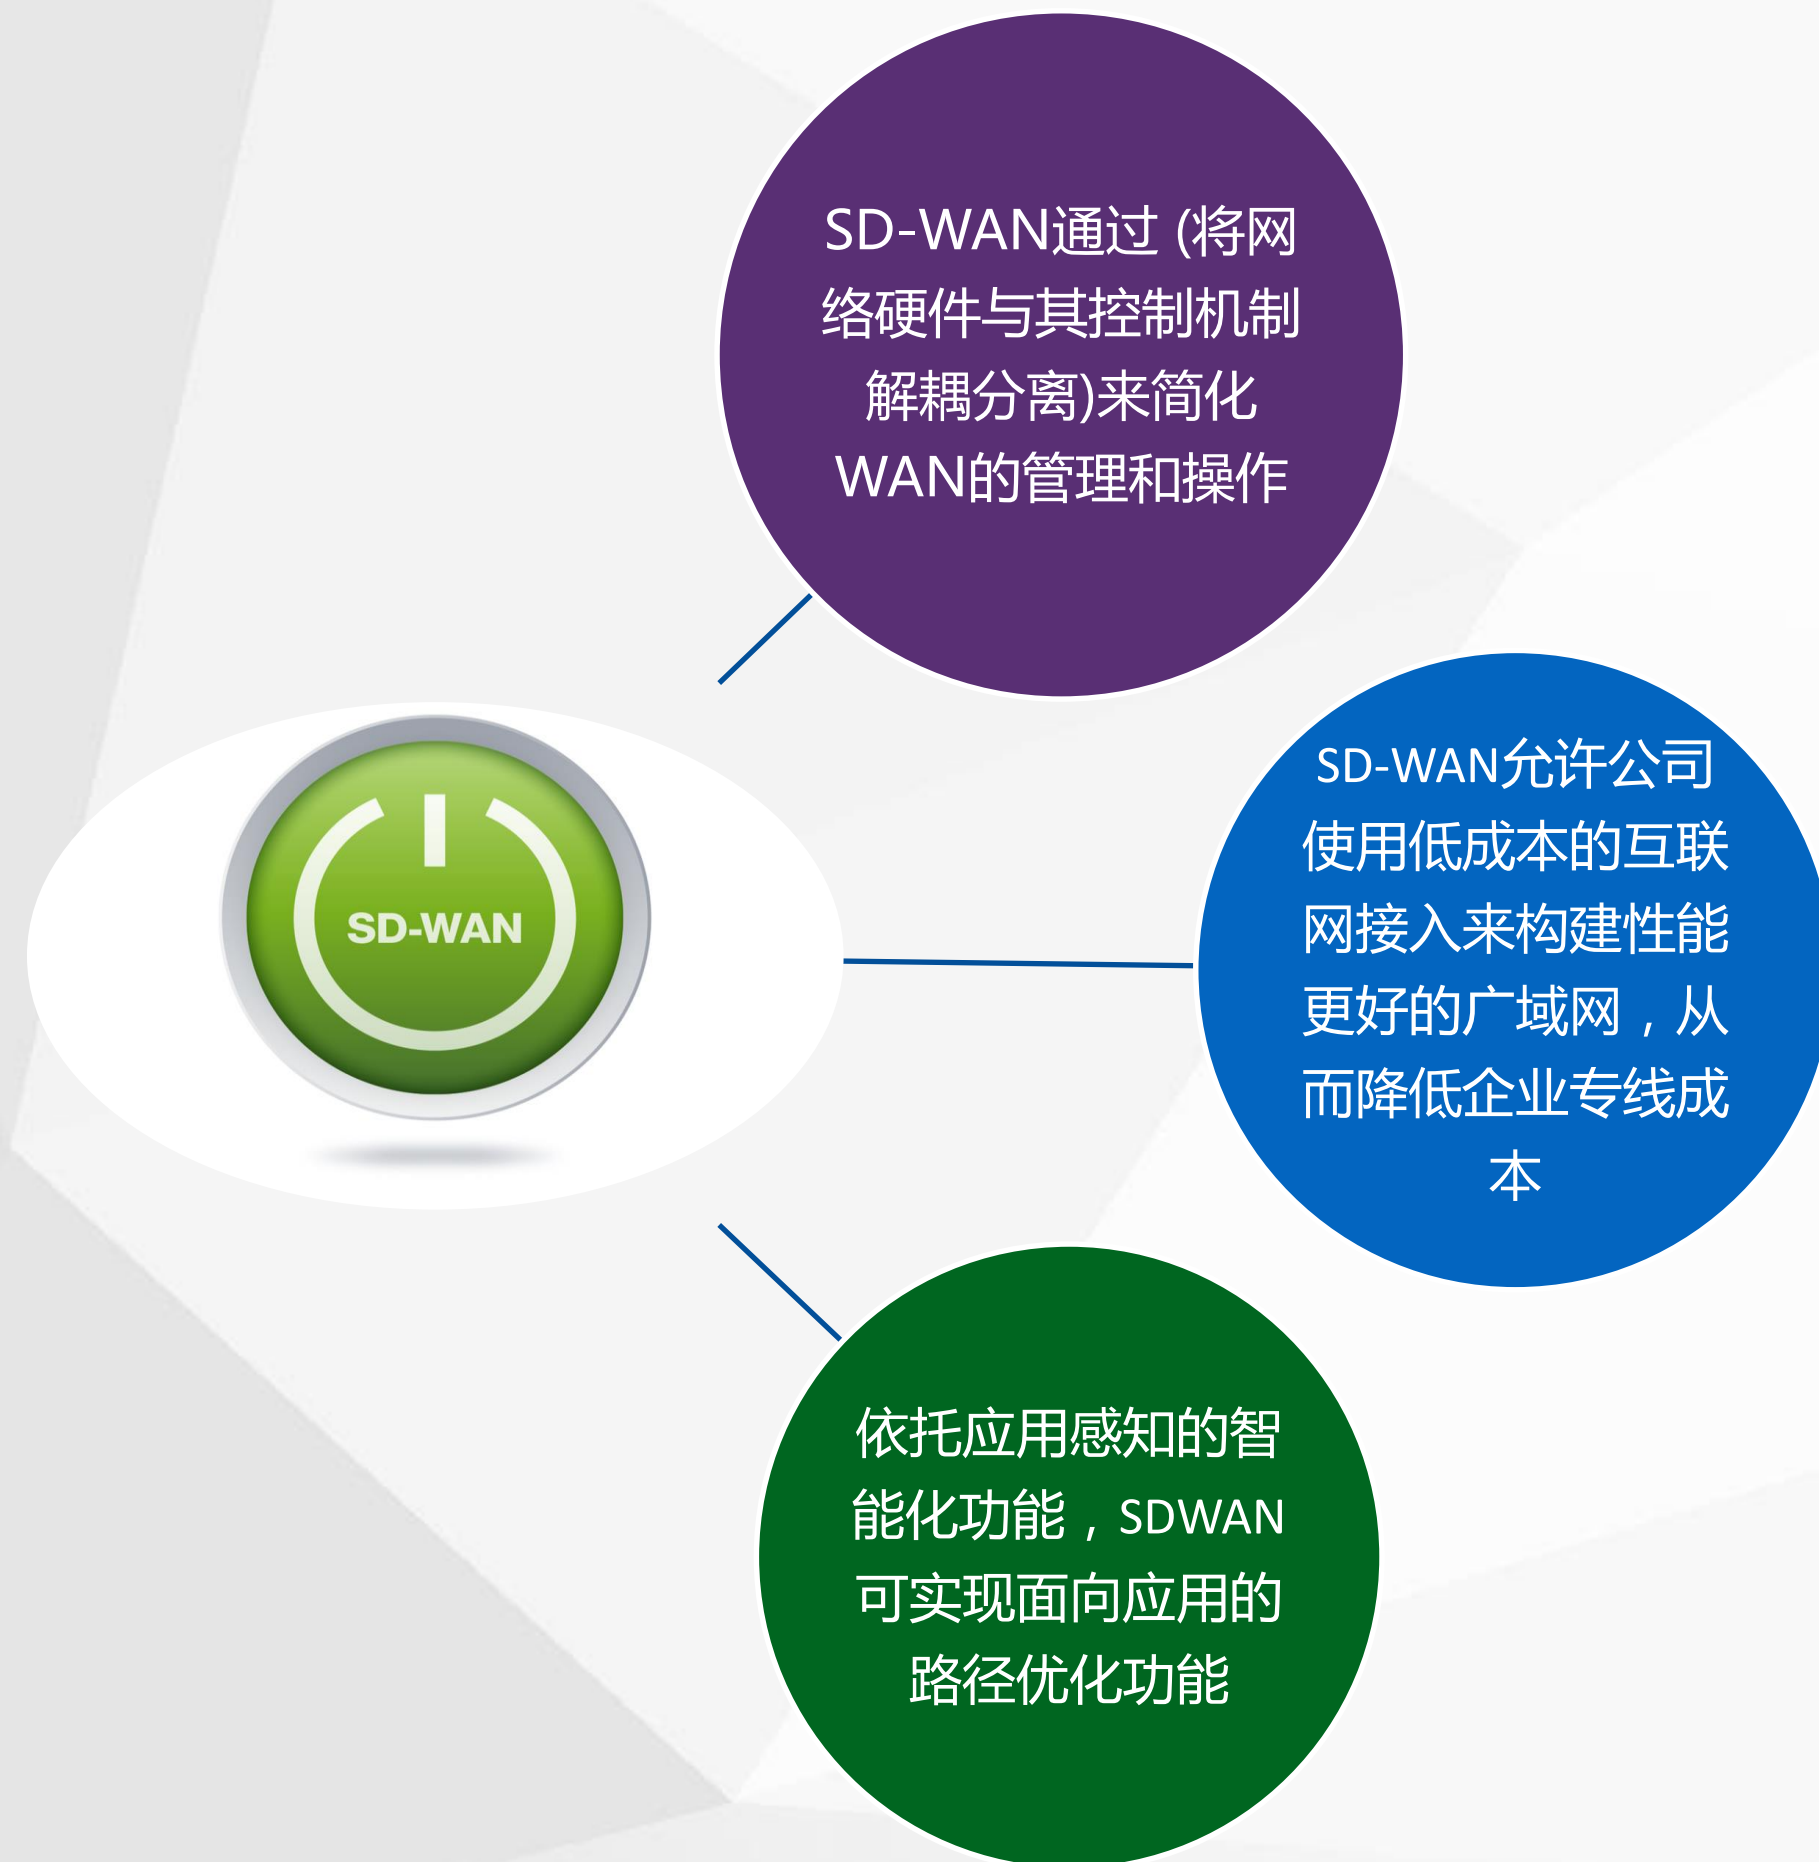 SD-WAN通过 (将网
络硬件与其控制机制
解耦分离)来简化
WAN的管理和操作
SD-WAN
SD-WAN允许公司
使用低成本的互联
网接入来构建性能
更好的广域网，从
而降低企业专线成
本
依托应用感知的智
能化功能，SDWAN
可实现面向应用的
路径优化功能